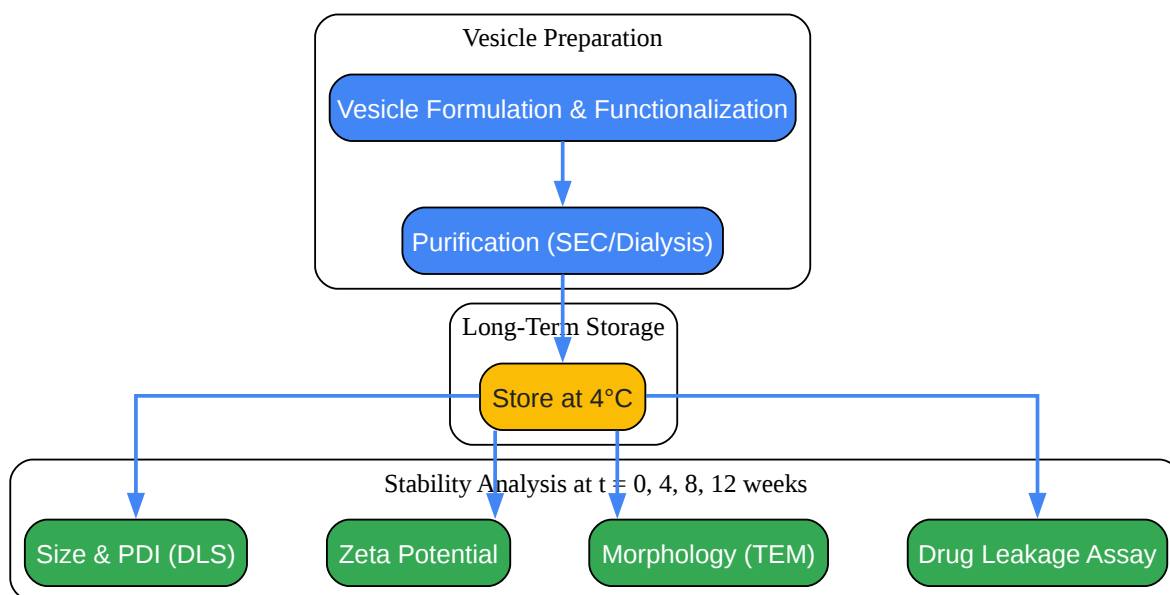 Vesicle Preparation
Vesicle Formulation & Functionalization
Purification (SEC/Dialysis)
Long-Term Storage
Store at 4°C
Stability Analysis at t = 0, 4, 8, 12 weeks
Size & PDI (DLS)
Zeta Potential
Morphology (TEM)
Drug Leakage Assay